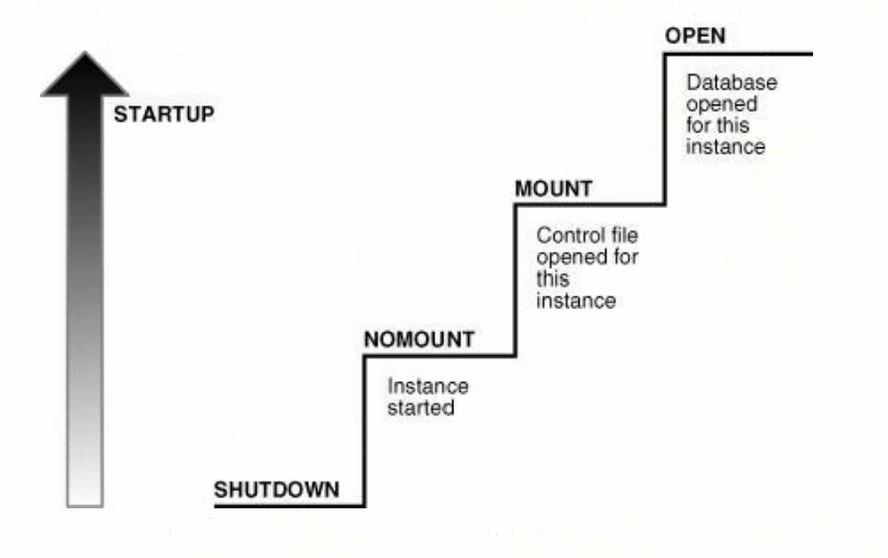 OPEN
Database
opened
for this
instance
STARTUP
MOUNT
Control file
opened for
this
instance
NOMOUNT
Instance
started
SHUTDOWN